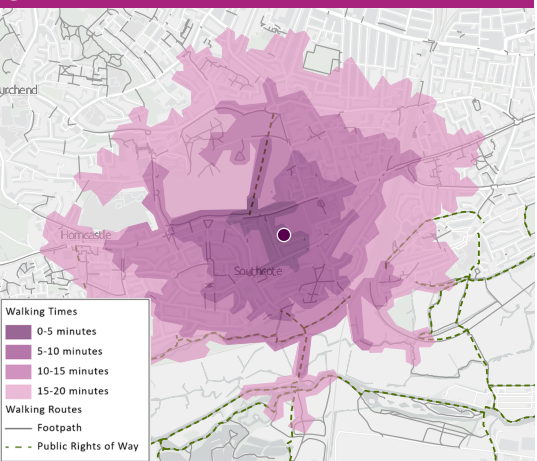 urchend
Horncastle
Southcote
Walking Times
0-5 minutes
5-10 minutes
10-15 minutes
15-20 minutes
Walking Routes
Footpath
Public Rights of Way